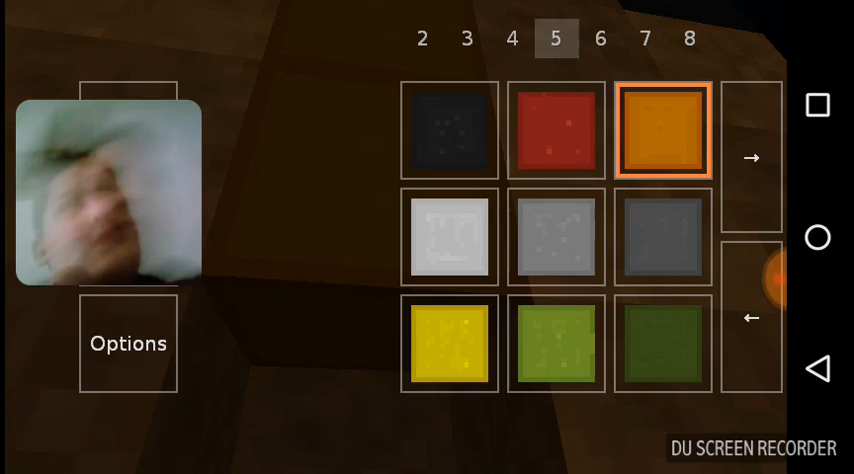 2 3 4 5 6 7 8
→
←
Options
DU SCREEN RECORDER